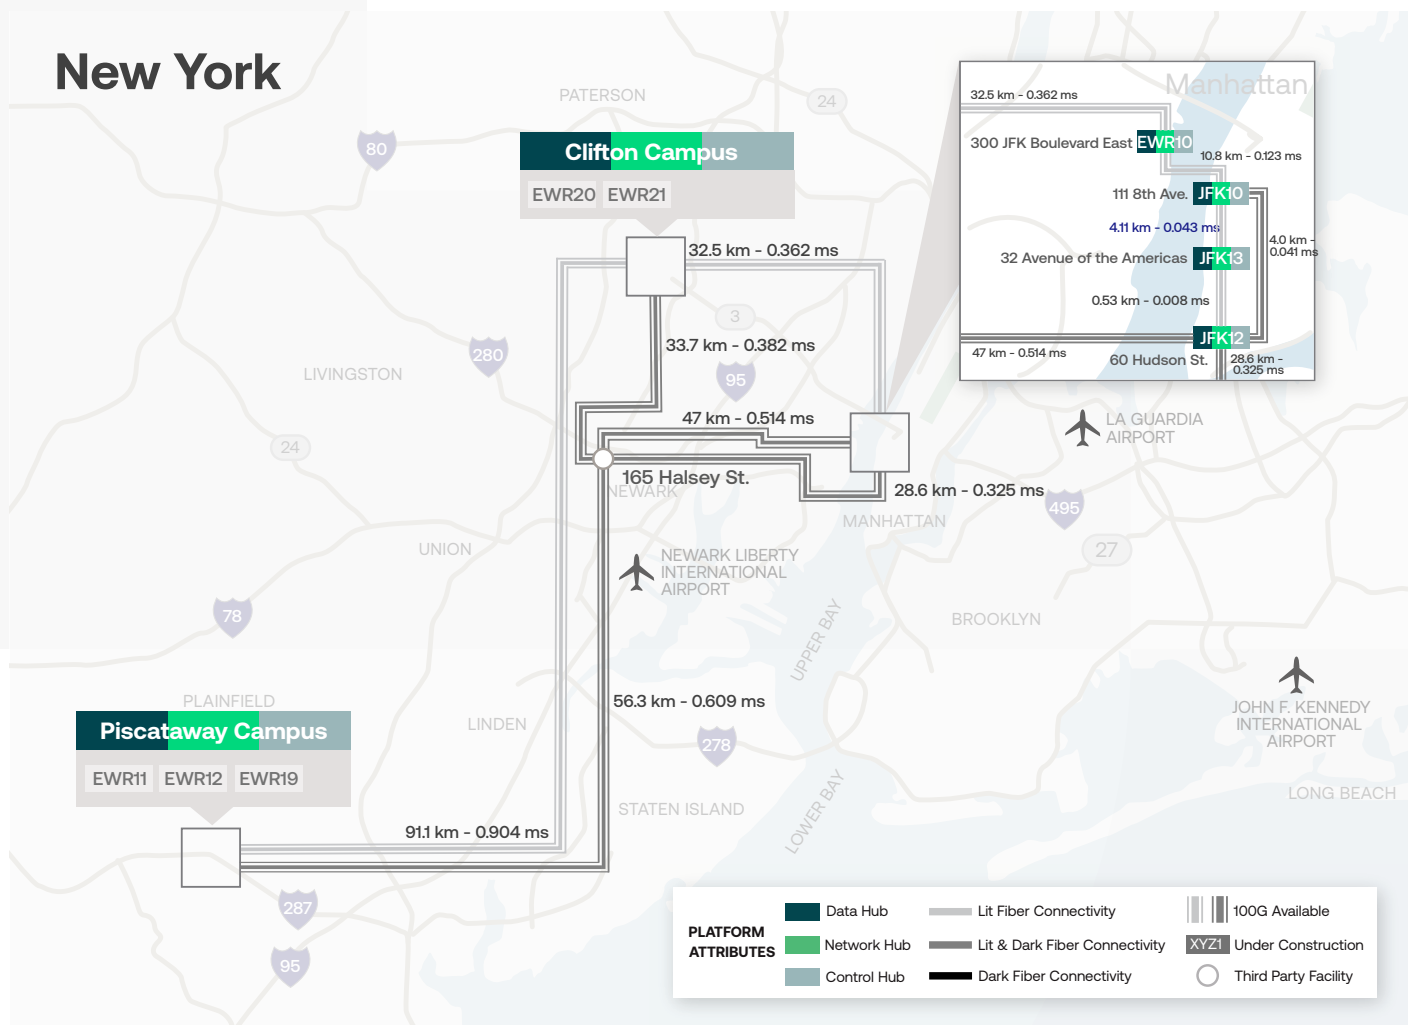 New York
PATERSON
24
80
Clifton Campus
EWR20 EWR21
32.5 km - 0.362 ms
3
33.7 km - 0.382 ms
280
95
LIVINGSTON
47 km - 0.514 ms
24
165 Halsey St.
NEWARK
28.6 km - 0.325 ms
MANHATTAN
UNION
NEWARK LIBERTY
INTERNATIONAL
AIRPORT
78
UPPER BAY
BROOKLYN
495
27
LA GUARDIA
AIRPORT
Manhattan
32.5 km - 0.362 ms
300 JFK Boulevard East EWR10
10.8 km - 0.123 ms
111 8th Ave. JFK10
4.11 km - 0.043 ms
4.0 km -
0.041 ms
32 Avenue of the Americas JFK13
0.53 km - 0.008 ms
JFK12
47 km - 0.514 ms
60 Hudson St.
28.6 km -
0.325 ms
JOHN F. KENNEDY
INTERNATIONAL
AIRPORT
LONG BEACH
PLAINFIELD
Piscataway Campus
EWR11 EWR12 EWR19
LINDEN
56.3 km - 0.609 ms
278
STATEN ISLAND
LOWER BAY
91.1 km - 0.904 ms
287
95
PLATFORM
ATTRIBUTES
Data Hub
Network Hub
Control Hub
Lit Fiber Connectivity
Lit & Dark Fiber Connectivity
Dark Fiber Connectivity
100G Available
XYZ1 Under Construction
Third Party Facility